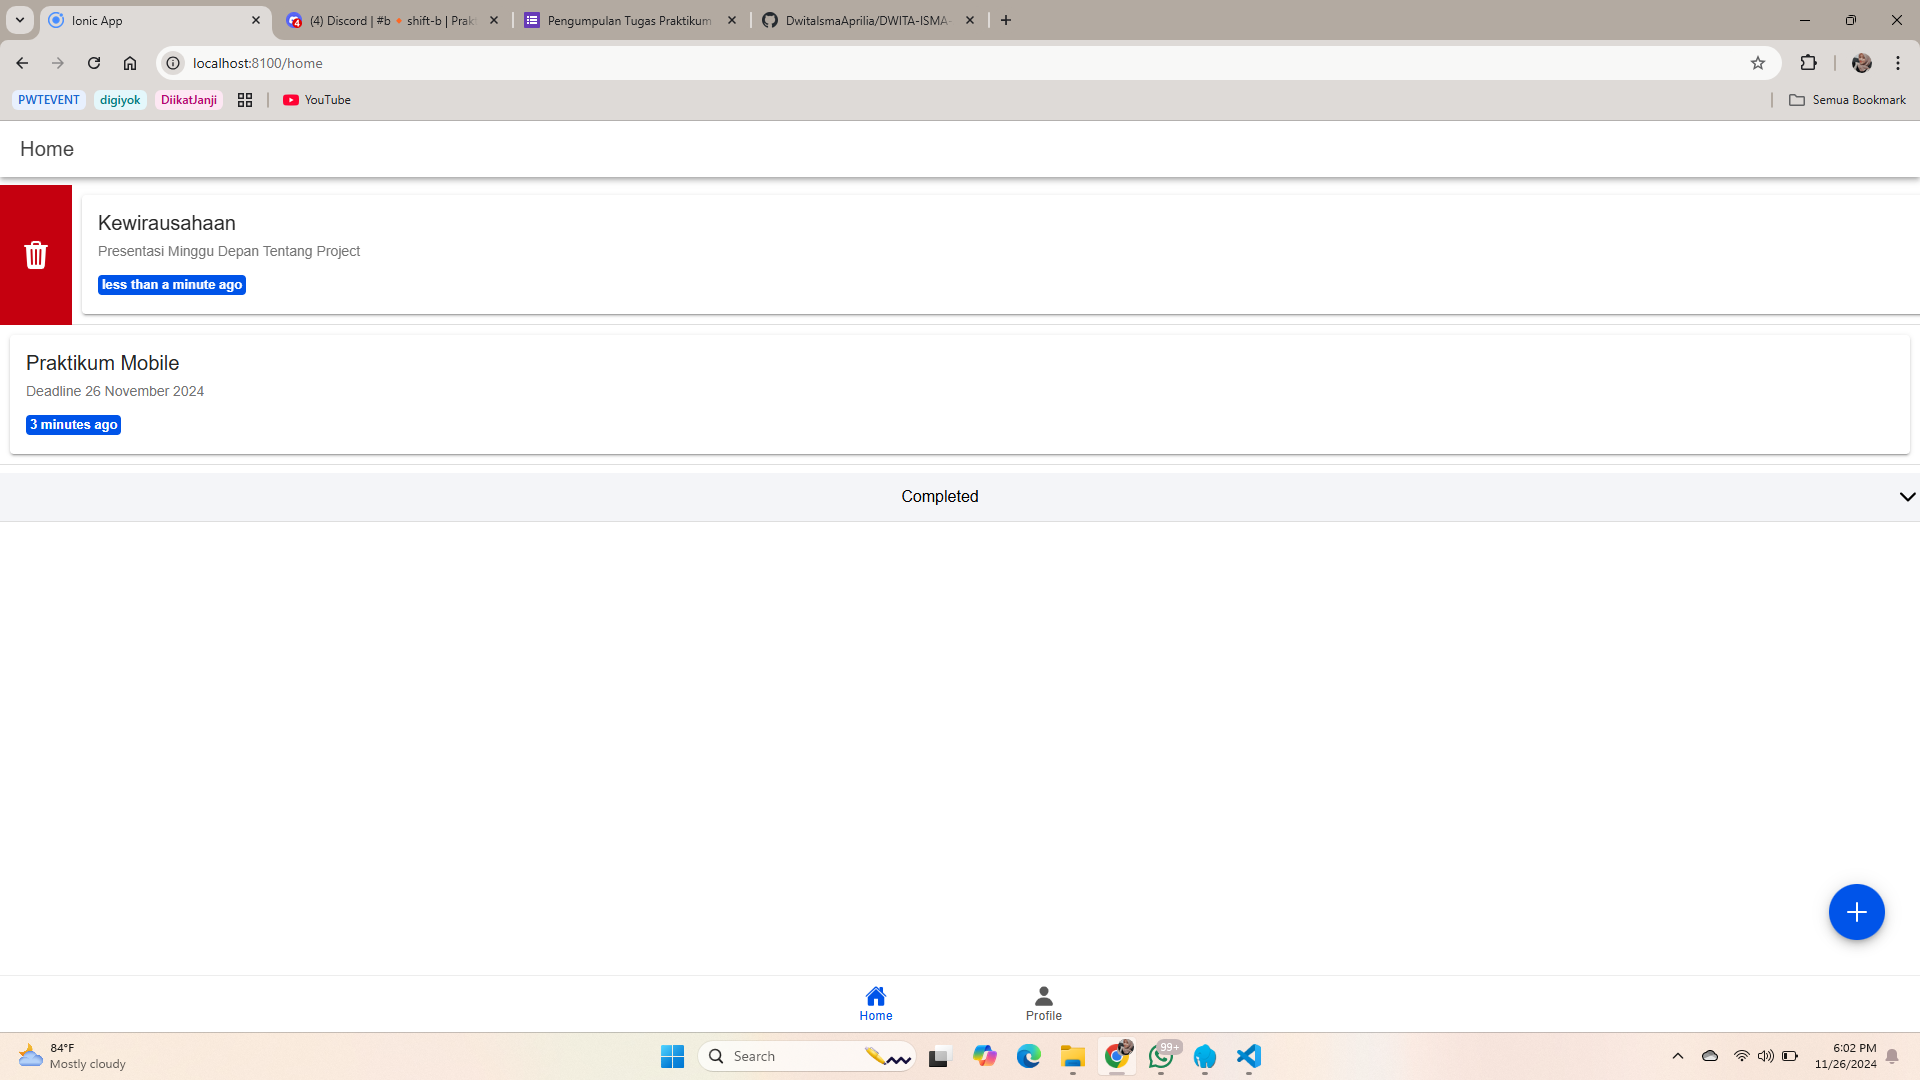 Ionic App
(4) Discord | #b🔸shift-b | Prakt
Pengumpulan Tugas Praktikum
DwitaIsmaAprilia/DWITA-ISMA-
localhost:8100/home
PWTEVENT
digiyok
DiikatJanji
YouTube
Semua Bookmark
Home
Kewirausahaan
Presentasi Minggu Depan Tentang Project
less than a minute ago
Praktikum Mobile
Deadline 26 November 2024
3 minutes ago
Completed
Home
Profile
84°F
Mostly cloudy
Search
99+
6:02 PM
11/26/2024